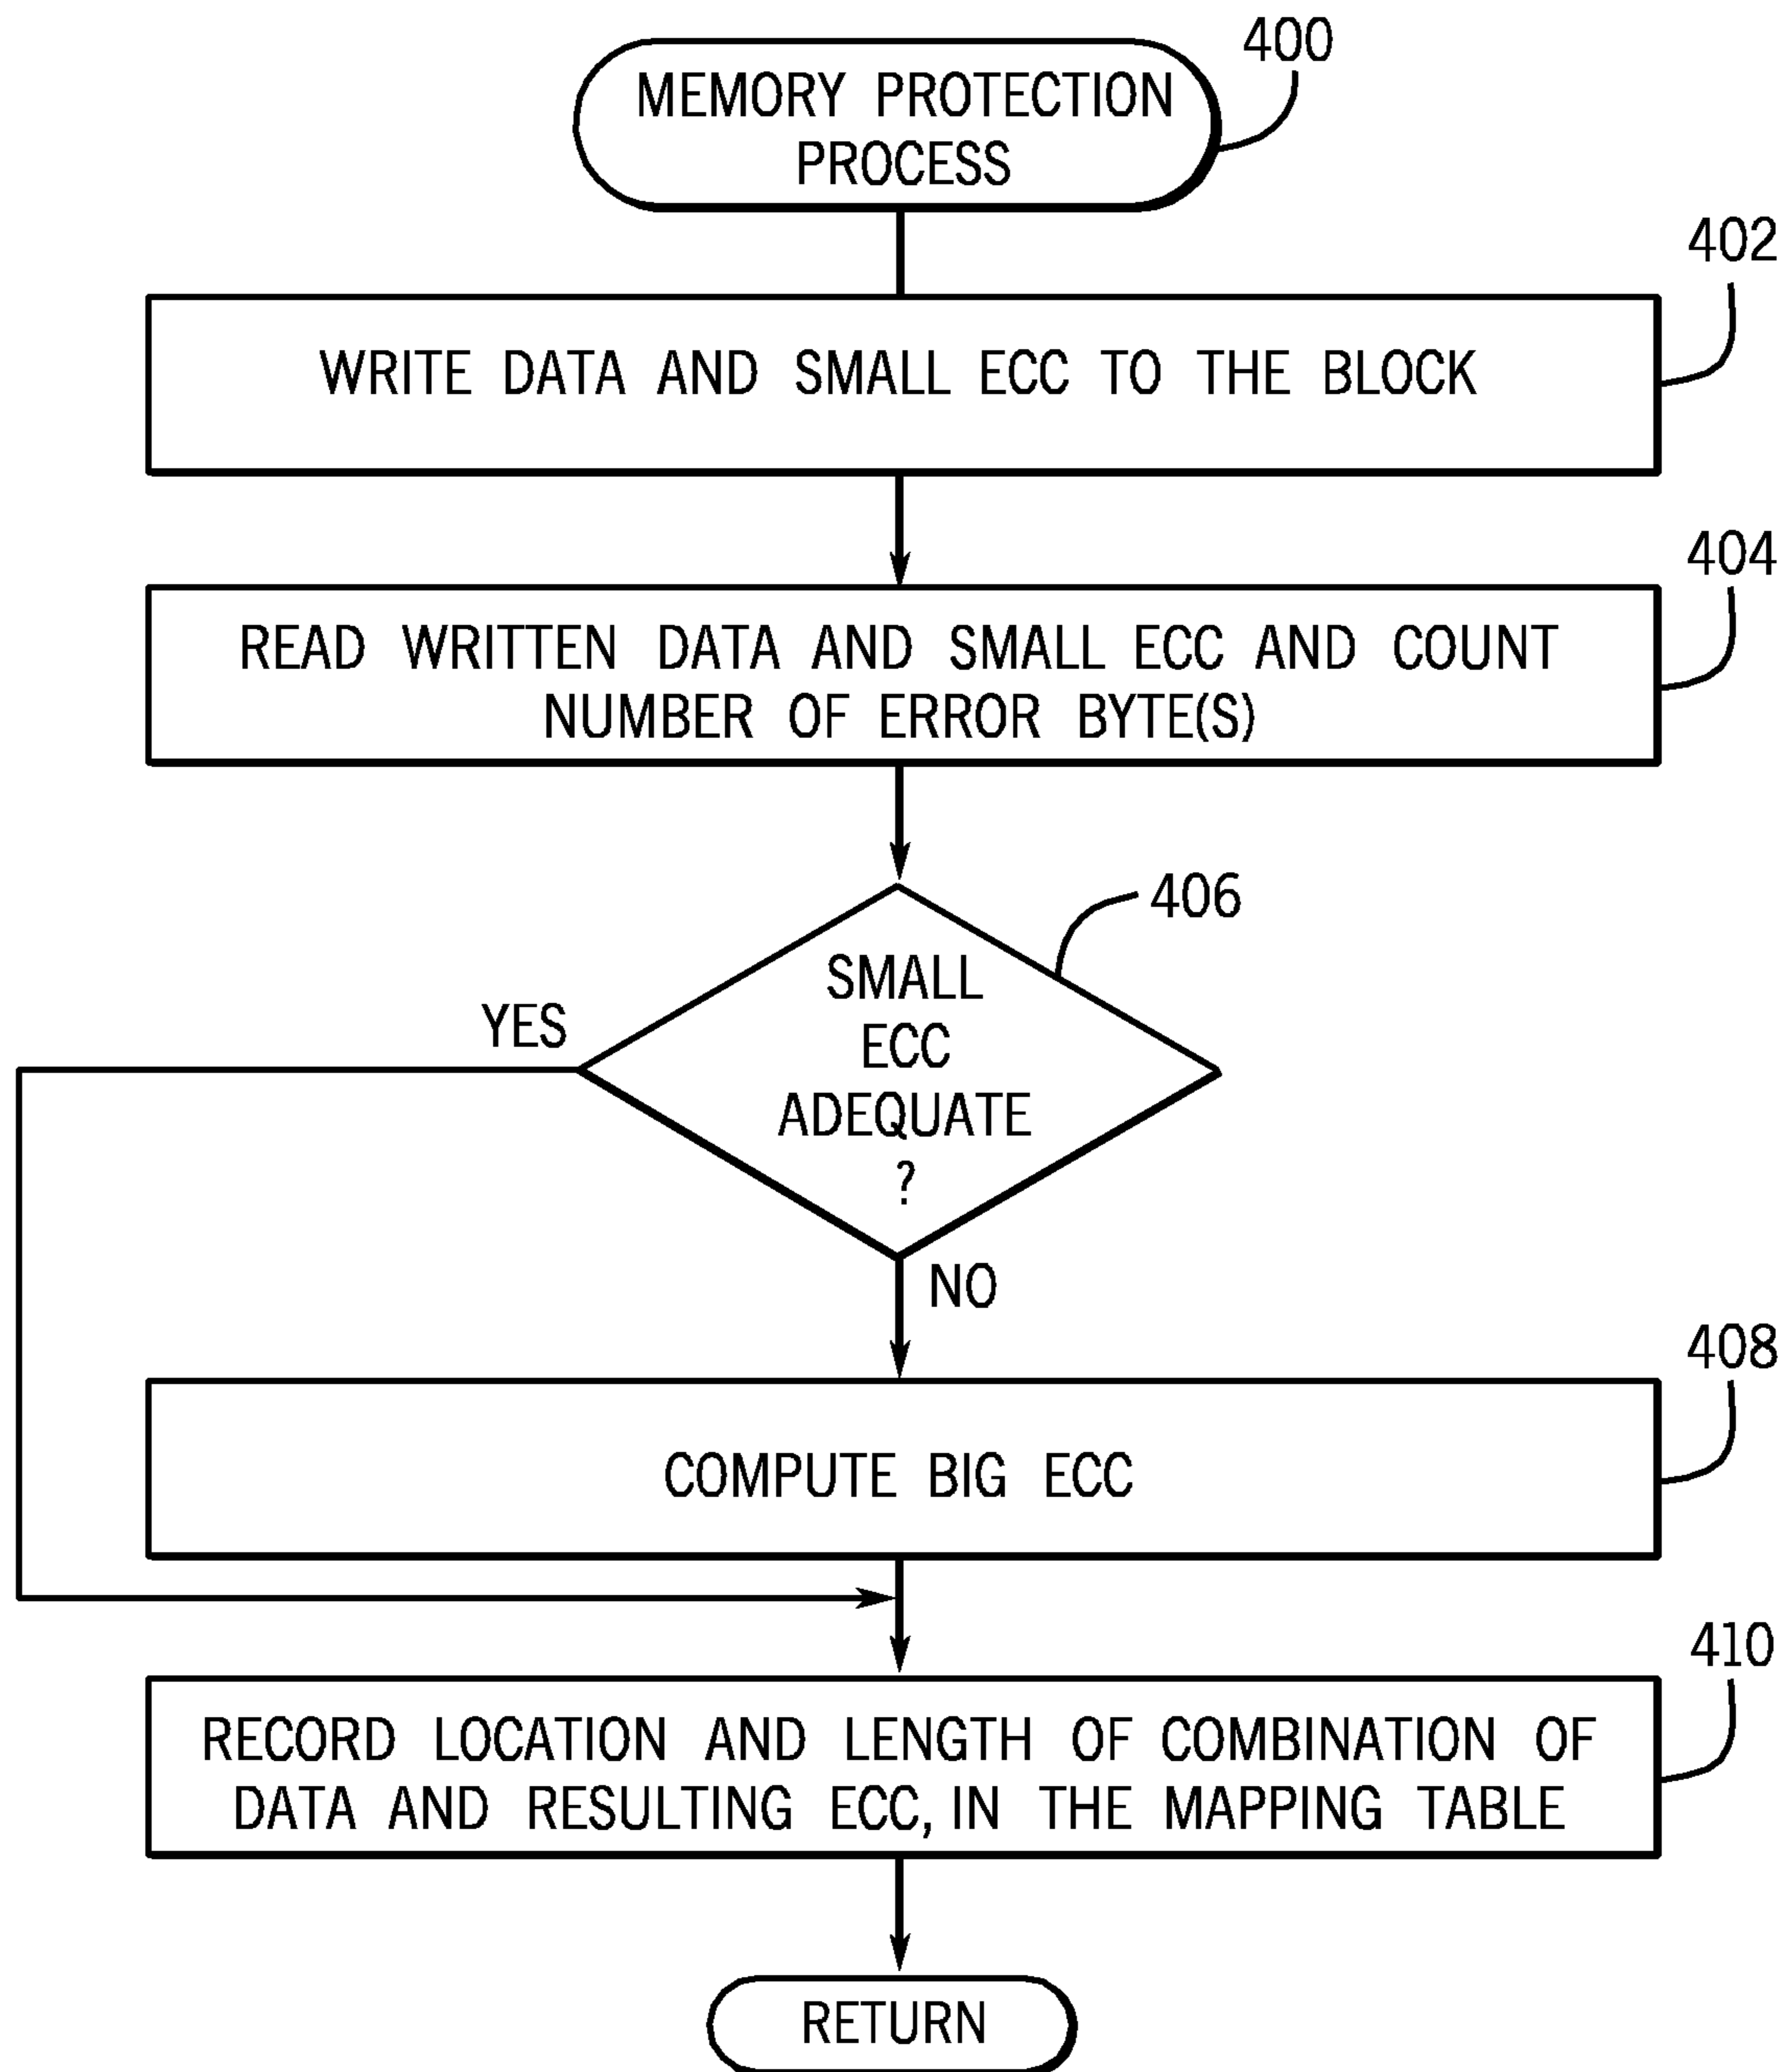 400
MEMORY PROTECTION
PROCESS
402
WRITE DATA AND SMALL ECC TO THE BLOCK
404
READ WRITTEN DATA AND SMALL ECC AND COUNT
NUMBER OF ERROR BYTE(S)
406
SMALL
ECC
ADEQUATE
?
YES
NO
408
COMPUTE BIG ECC
410
RECORD LOCATION AND LENGTH OF COMBINATION OF
DATA AND RESULTING ECC, IN THE MAPPING TABLE
RETURN